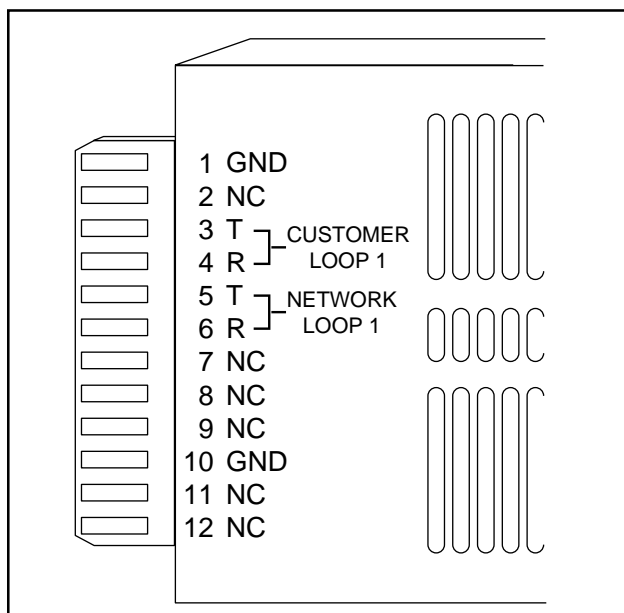 1 GND
2 NC
3 T
4 R
CUSTOMER
LOOP 1
5 T
6 R
NETWORK
LOOP 1
7 NC
8 NC
9 NC
10 GND
11 NC
12 NC